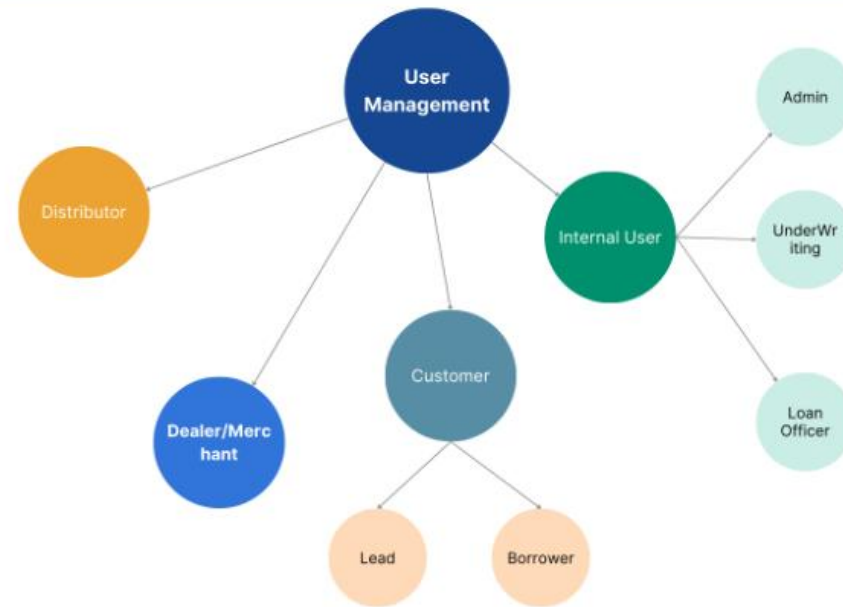 User
Management
Admin
Distributor
Internal User
UnderWr
iting
Customer
Dealer/Merc
hant
Loan
Officer
Lead
Borrower